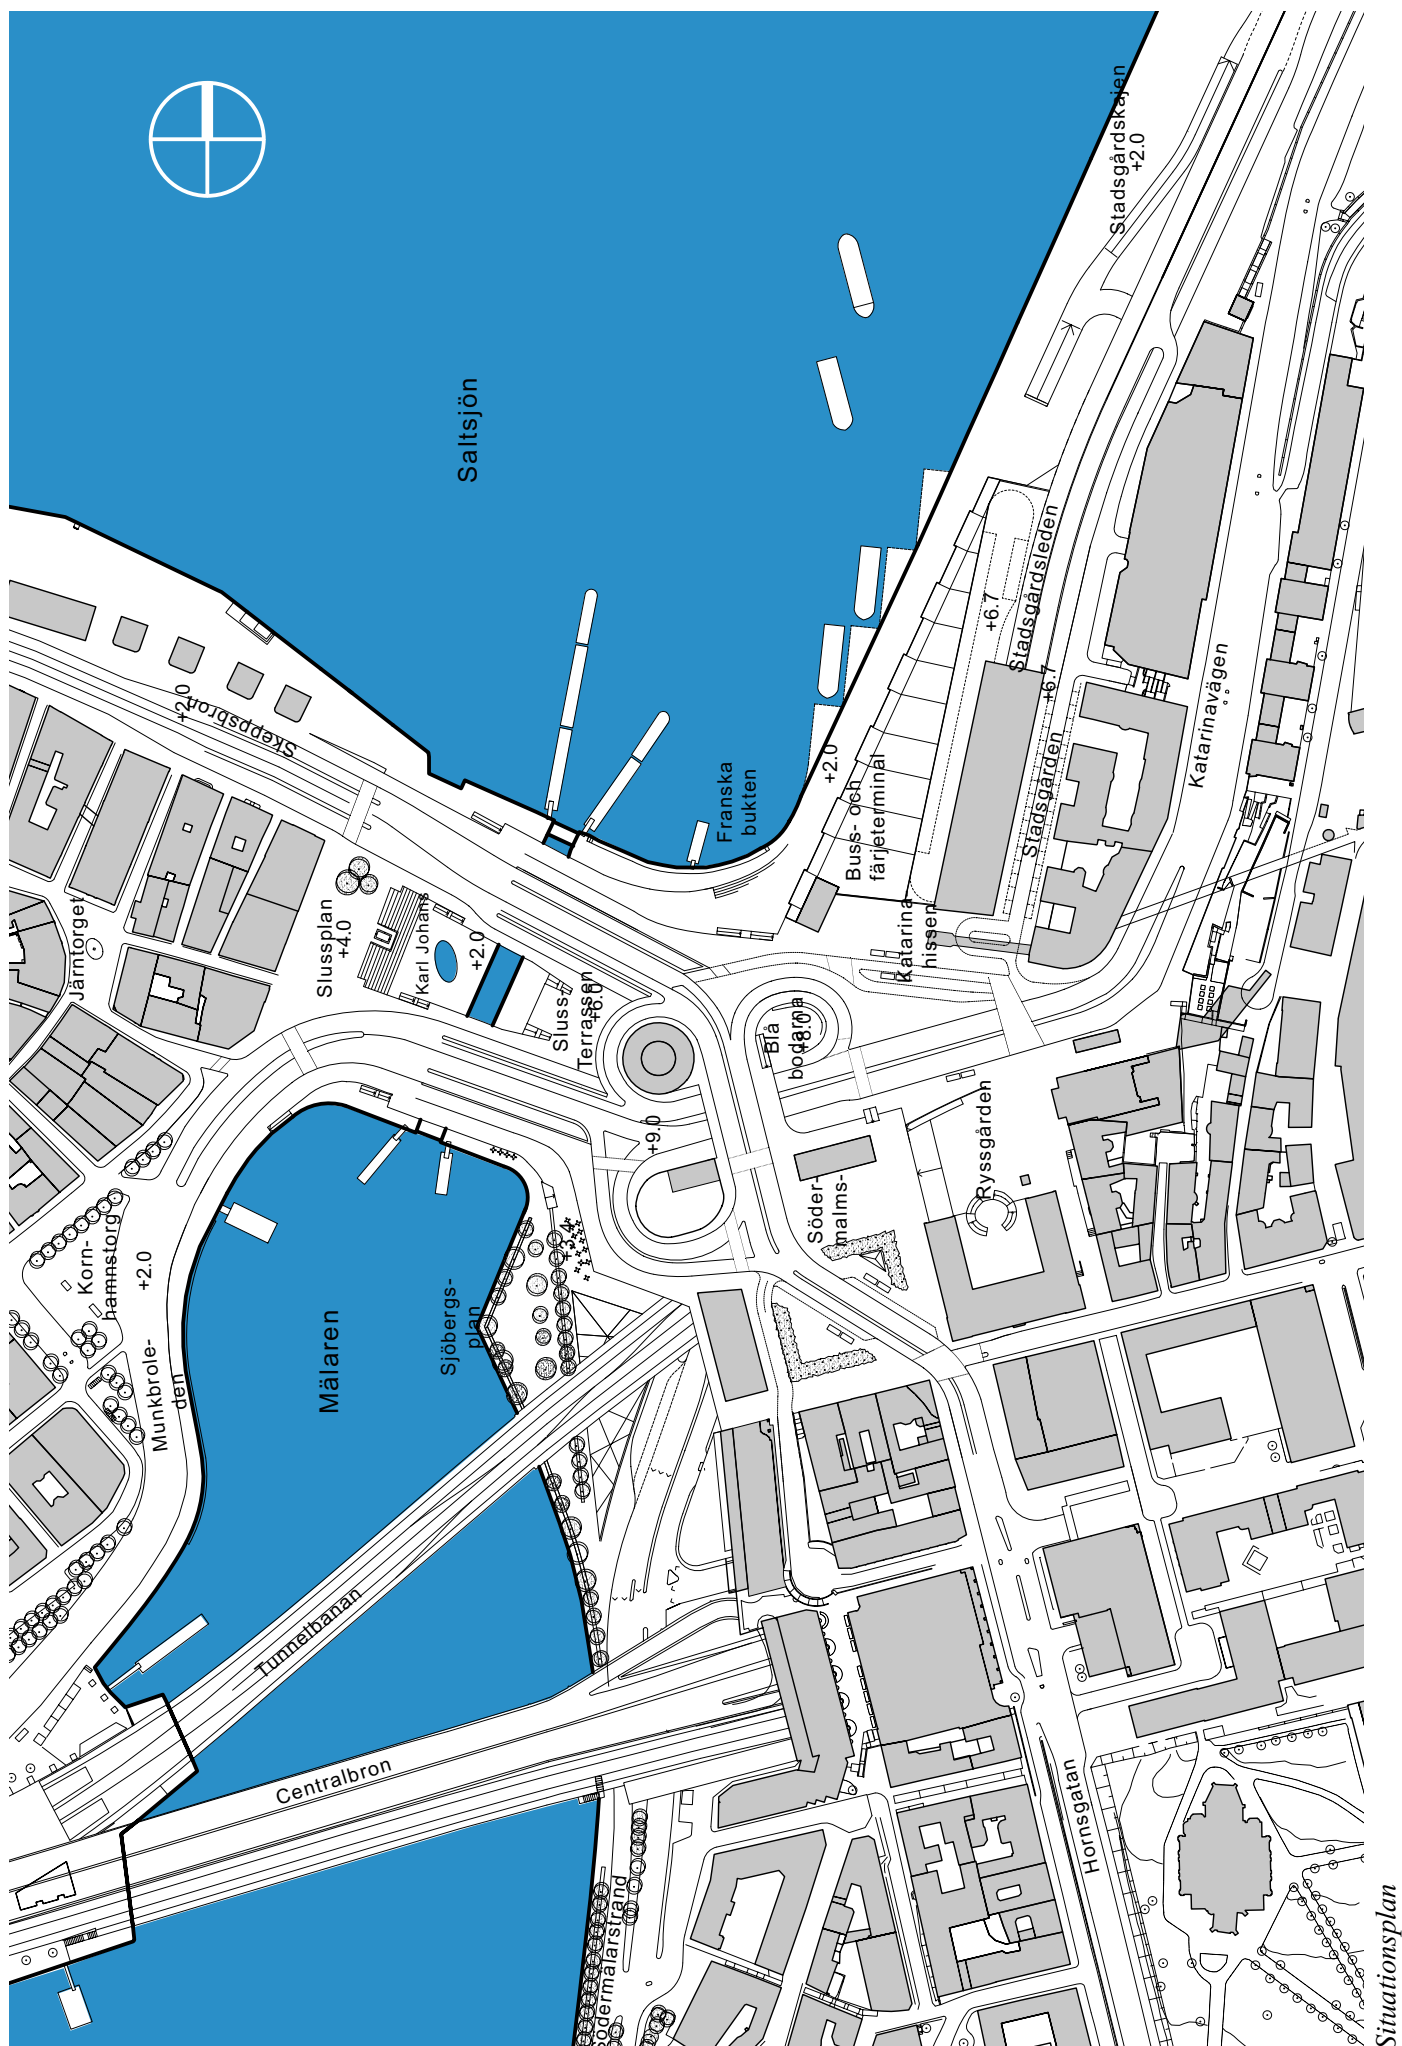 Stadsgårdskajen
+2.0
Saltsjön
Stadsgårdsleden
+6.7
+6.7
Stadsgården
Katarinavägen
Skeppsbron
+2.0
Franska
bukten
+2.0
Buss- och
färjeterminal
Katarina
hissen
Järntorget
Slussplan
+4.0
Karl Johans
+2.0
Sluss-
Terrassen
+6.0
Blå
bodarna
+8.0
+9.0
Ryssgården
Söder-
malms-
+3.4
Korn-
hamnstorg
+2.0
Munkbrole-
den
Mälaren
Sjöbergs-
plan
Tunnelbanan
Centralbron
Hornsgatan
Södermälarstrand
Situationsplan